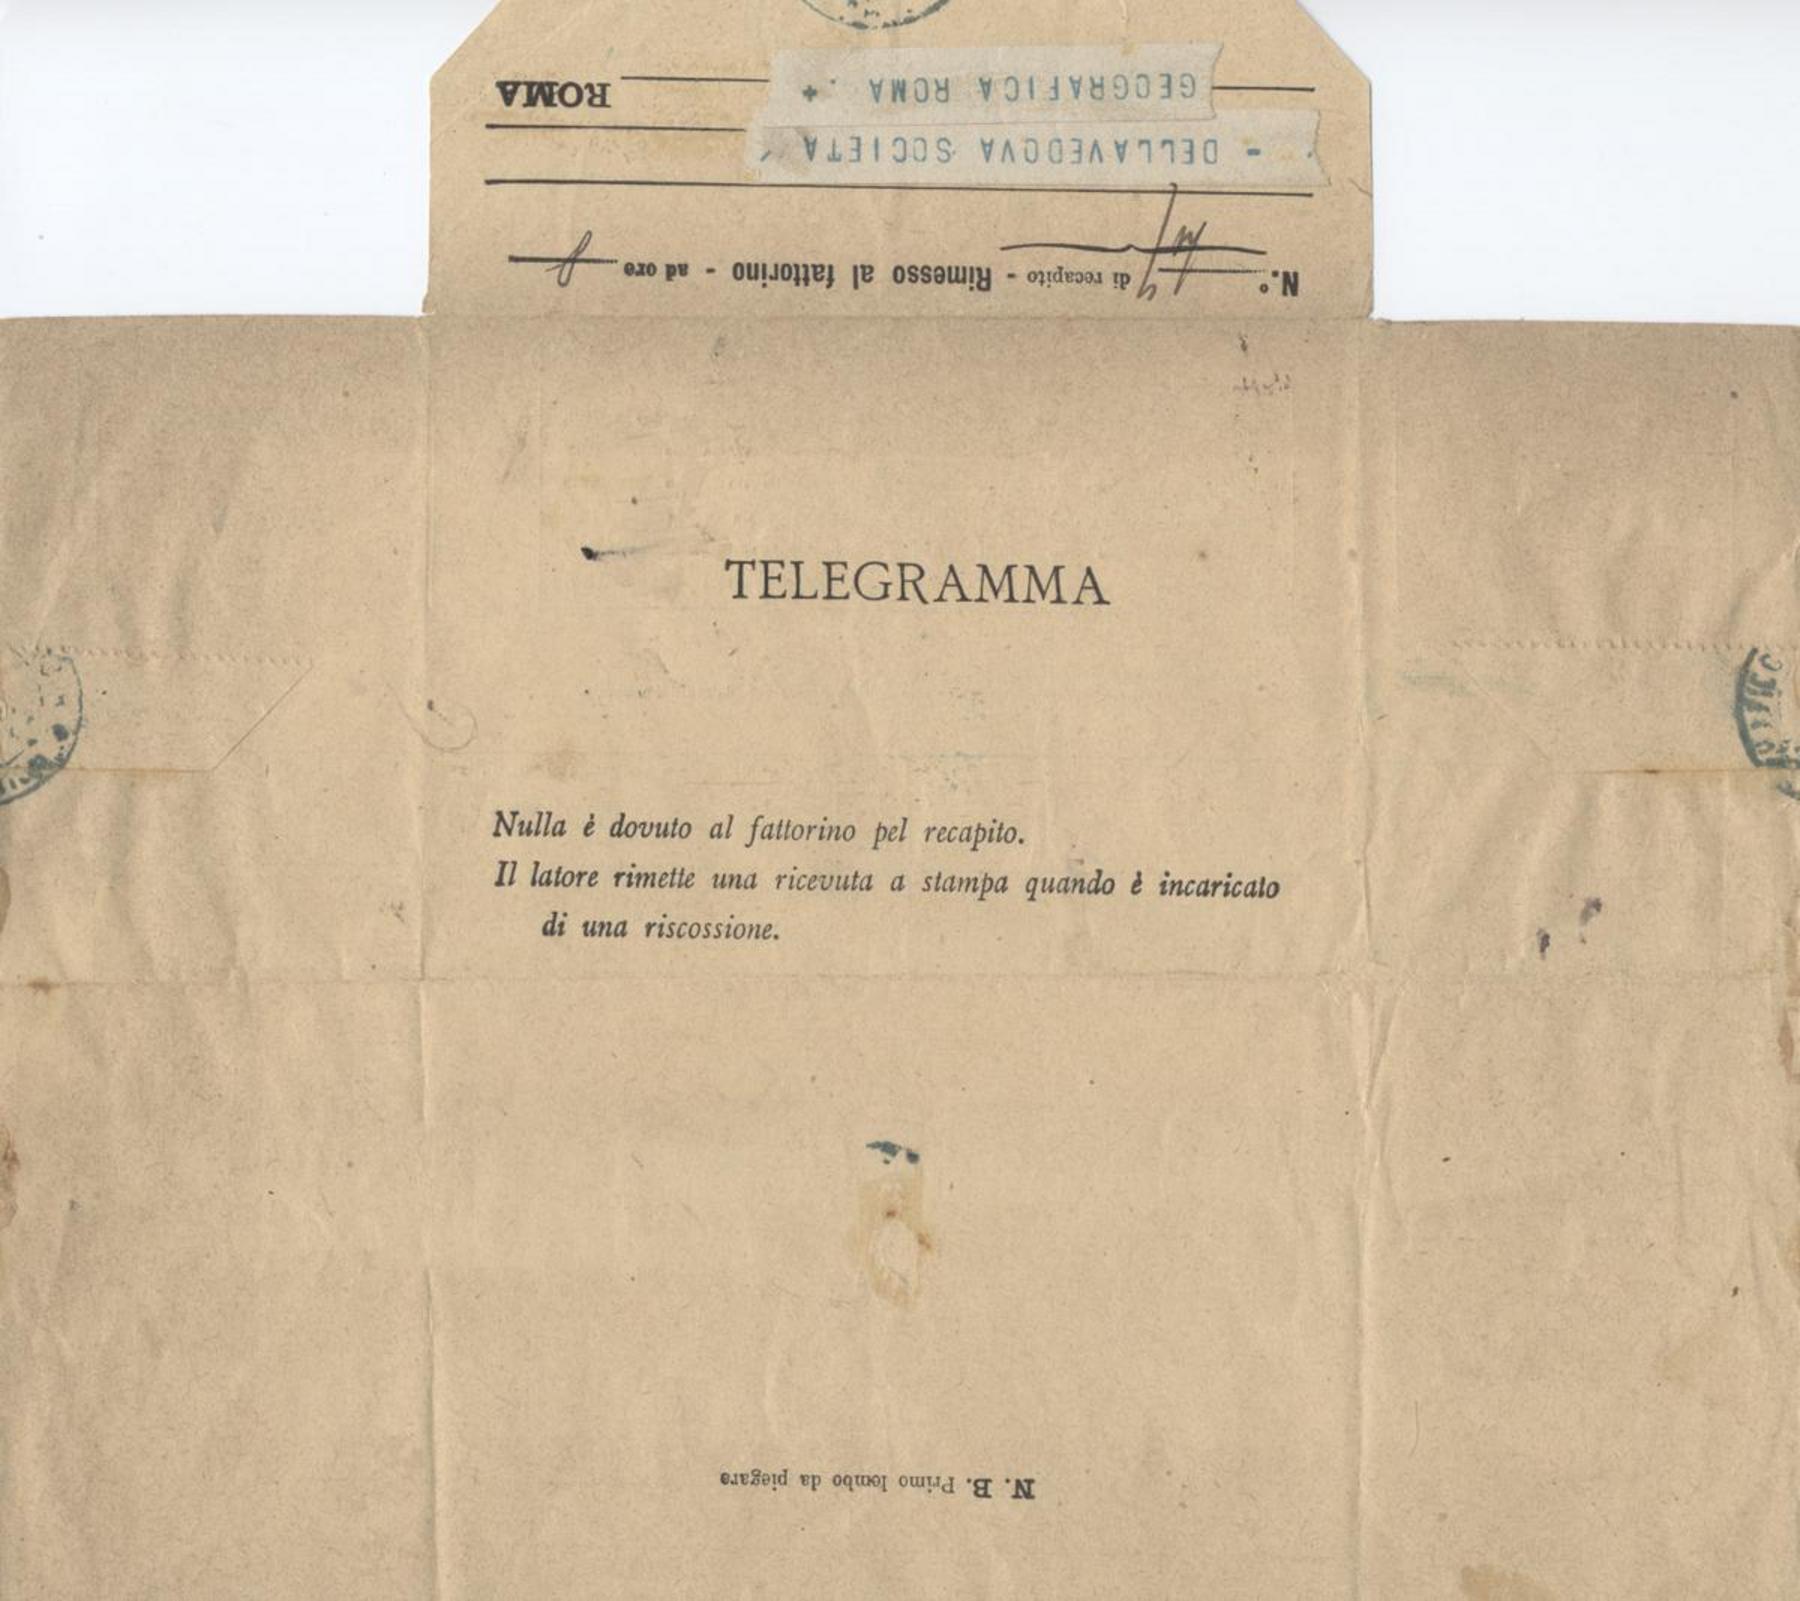 N.° di recapito - Rimesso al fattorino - ad ore 8
- DELLAVEDOVA SOCIETA
GEOGRAFICA ROMA . +
ROMA
TELEGRAMMA
Nulla è dovuto al fattorino pel recapito.
Il latore rimette una ricevuta a stampa quando è incaricato
di una riscossione.
N. B. Primo lembo da piegare